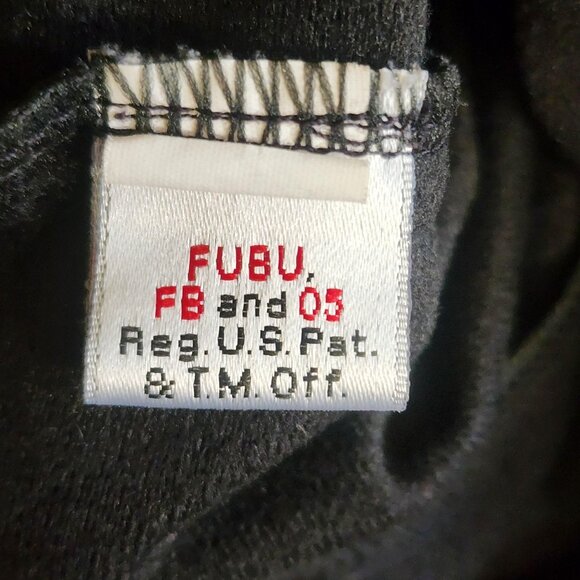 FUBU,
FB and 05
Reg. U.S. Pat.
& T.M. Off.